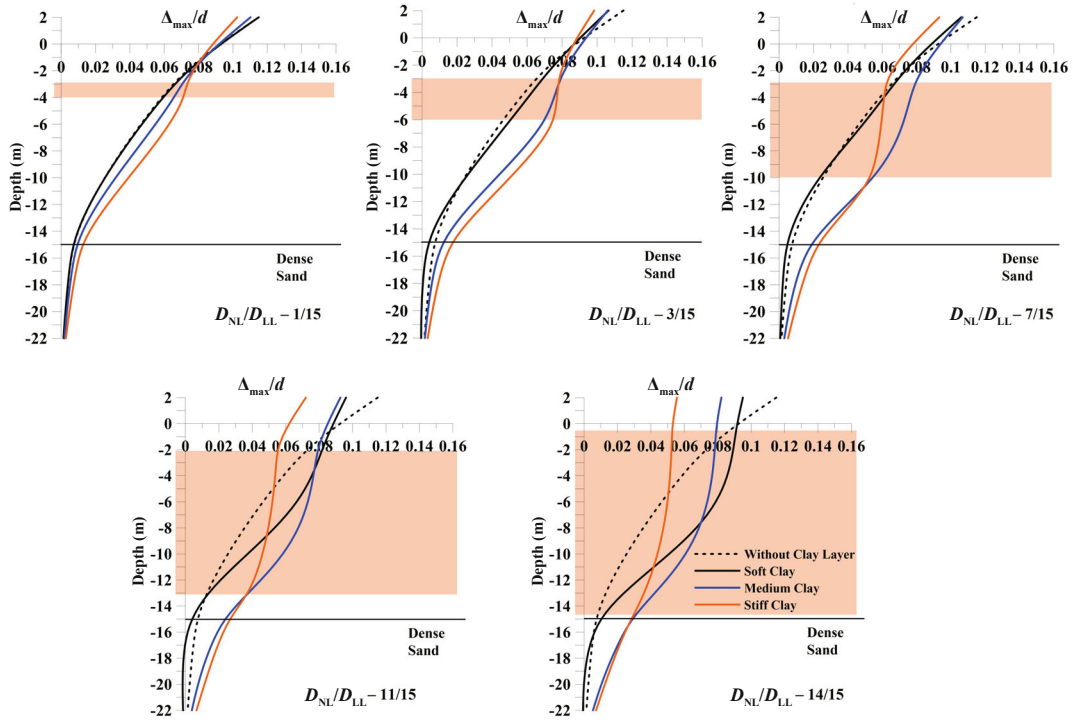 Δmax/d
2
0
0 0.02 0.04 0.06 0.08 0.1 0.12 0.14 0.16
-2
-4
-6
-8
-10
-12
-14
-16
-18
-20
-22
Depth (m)
Dense
Sand
DNL/DLL – 1/15
Δmax/d
2
0
0 0.02 0.04 0.06 0.08 0.1 0.12 0.14 0.16
-2
-4
-6
-8
-10
-12
-14
-16
-18
-20
-22
Depth (m)
Dense
Sand
DNL/DLL – 3/15
Δmax/d
2
0
0 0.02 0.04 0.06 0.08 0.1 0.12 0.14 0.16
-2
-4
-6
-8
-10
-12
-14
-16
-18
-20
-22
Depth (m)
Dense
Sand
DNL/DLL – 7/15
Δmax/d
2
0
0 0.02 0.04 0.06 0.08 0.1 0.12 0.14 0.16
-2
-4
-6
-8
-10
-12
-14
-16
-18
-20
-22
Depth (m)
Dense
Sand
DNL/DLL – 11/15
Δmax/d
2
0
0 0.02 0.04 0.06 0.08 0.1 0.12 0.14 0.16
-2
-4
-6
-8
-10
-12
-14
-16
-18
-20
-22
Depth (m)
Without Clay Layer
Soft Clay
Medium Clay
Stiff Clay
Dense
Sand
DNL/DLL – 14/15